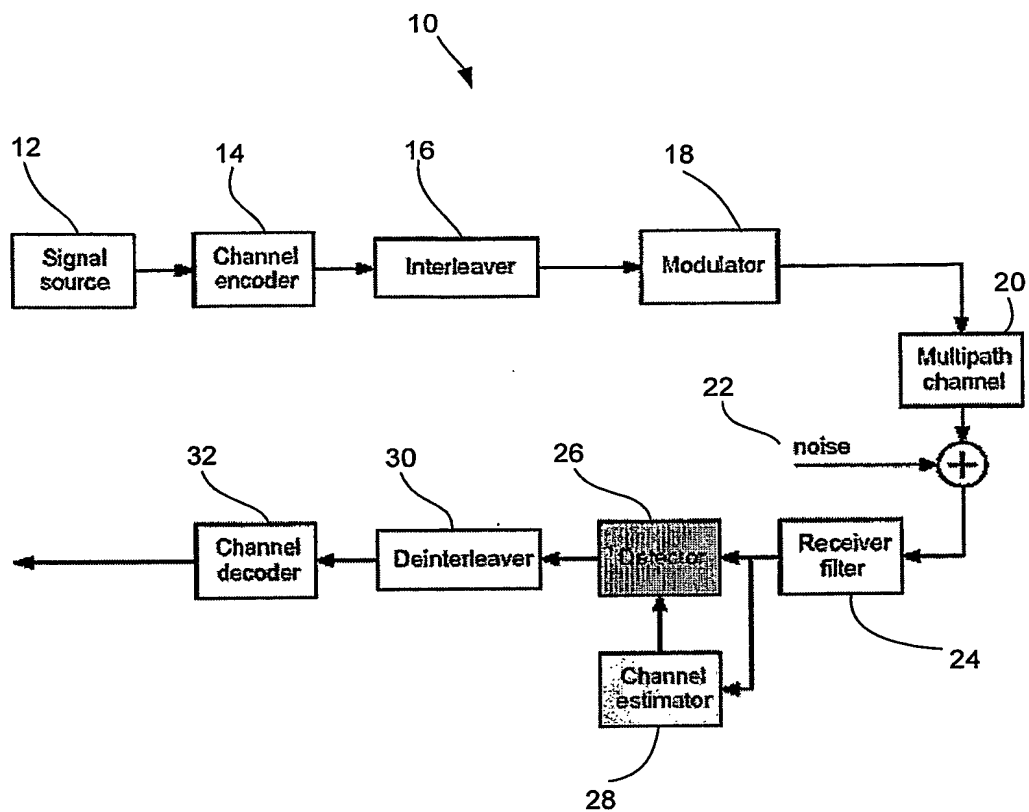 10
12
14
16
18
Signal
source
Channel
encoder
Interleaver
Modulator
20
Multipath
channel
22
noise
+
32
30
26
Channel
decoder
Deinterleaver
Detector
Receiver
filter
24
Channel
estimator
28